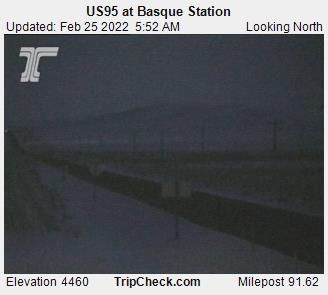 US95 at Basque Station
Updated: Feb 25 2022 5:52 AM Looking North
Elevation 4460 TripCheck.com Milepost 91.62